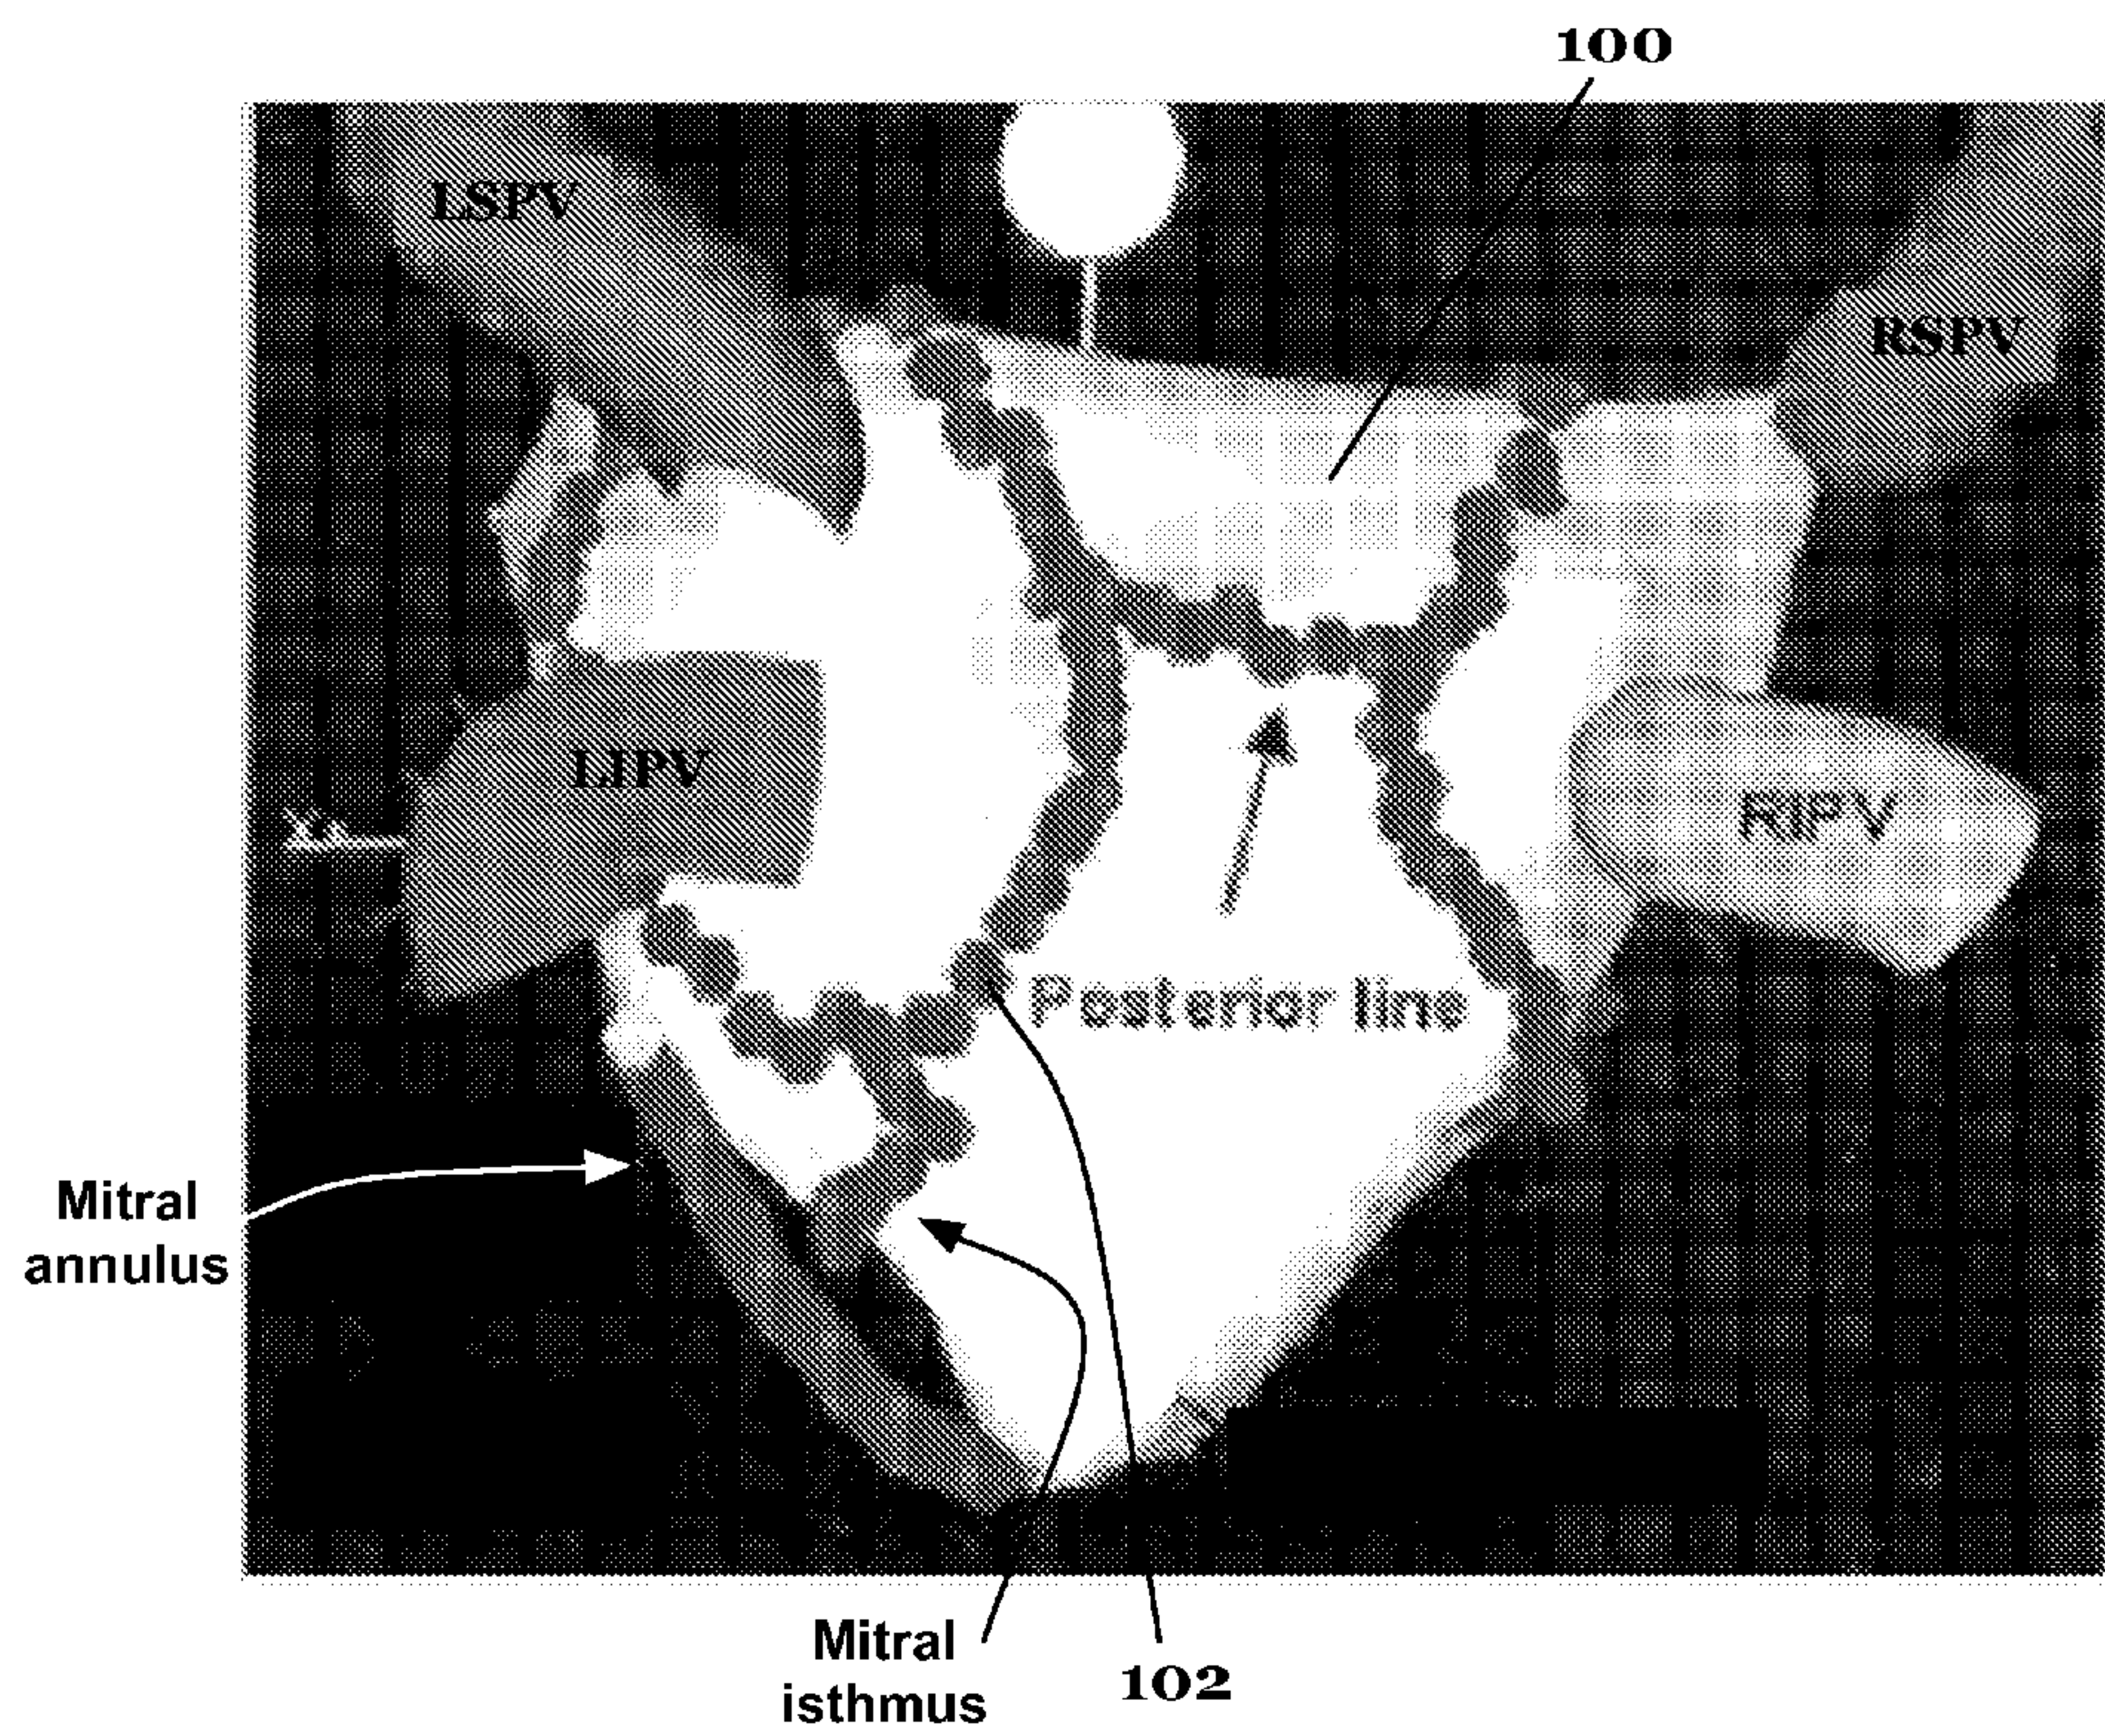 100
LSPV
RSPV
LIPV
RIPV
Posterior line
Mitral
annulus
Mitral
isthmus
102